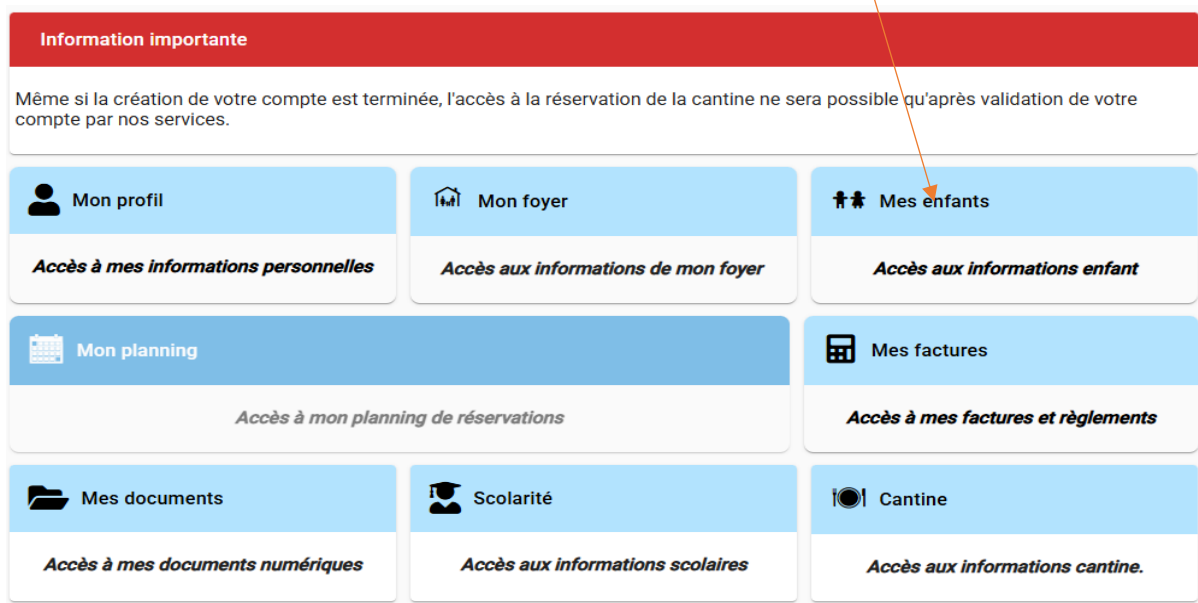 Information importante
Même si la création de votre compte est terminée, l'accès à la réservation de la cantine ne sera possible qu'après validation de votre
compte par nos services.
Mon profil
Accès à mes informations personnelles
Mon foyer
Accès aux informations de mon foyer
Mes enfants
Accès aux informations enfant
Mon planning
Accès à mon planning de réservations
Mes factures
Accès à mes factures et règlements
Mes documents
Accès à mes documents numériques
Scolarité
Accès aux informations scolaires
Cantine
Accès aux informations cantine.